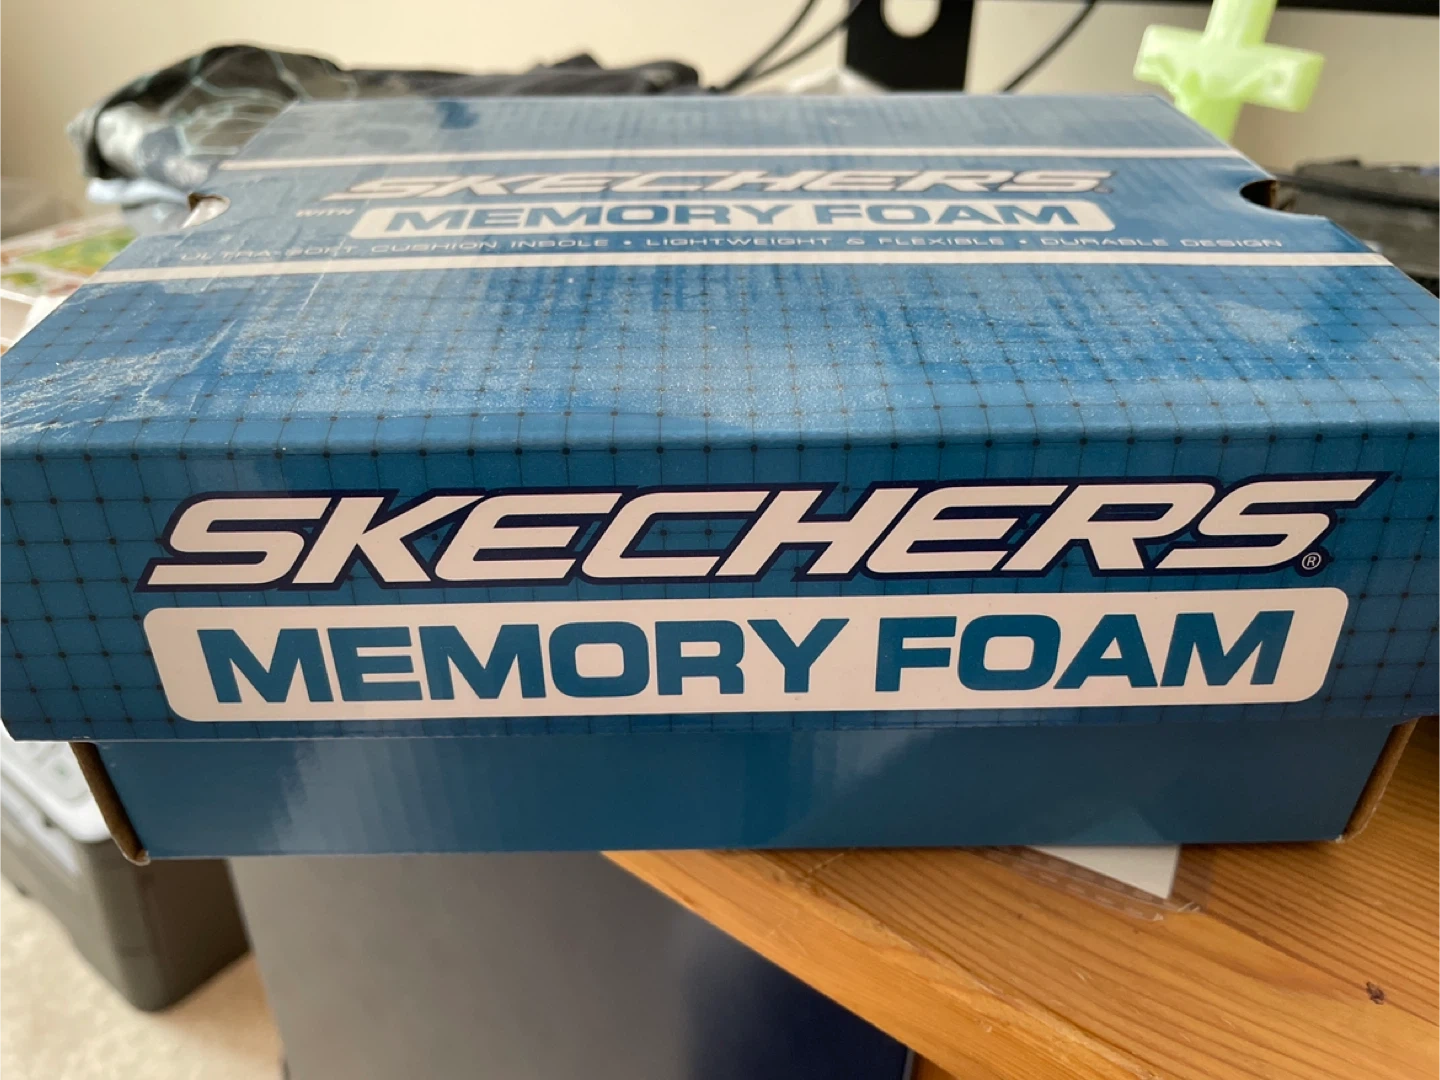 SKECHERS
WITH MEMORY FOAM
ULTRA-SOFT CUSHION INSOLE • LIGHTWEIGHT & FLEXIBLE • DURABLE DESIGN
SKECHERS®
MEMORY FOAM